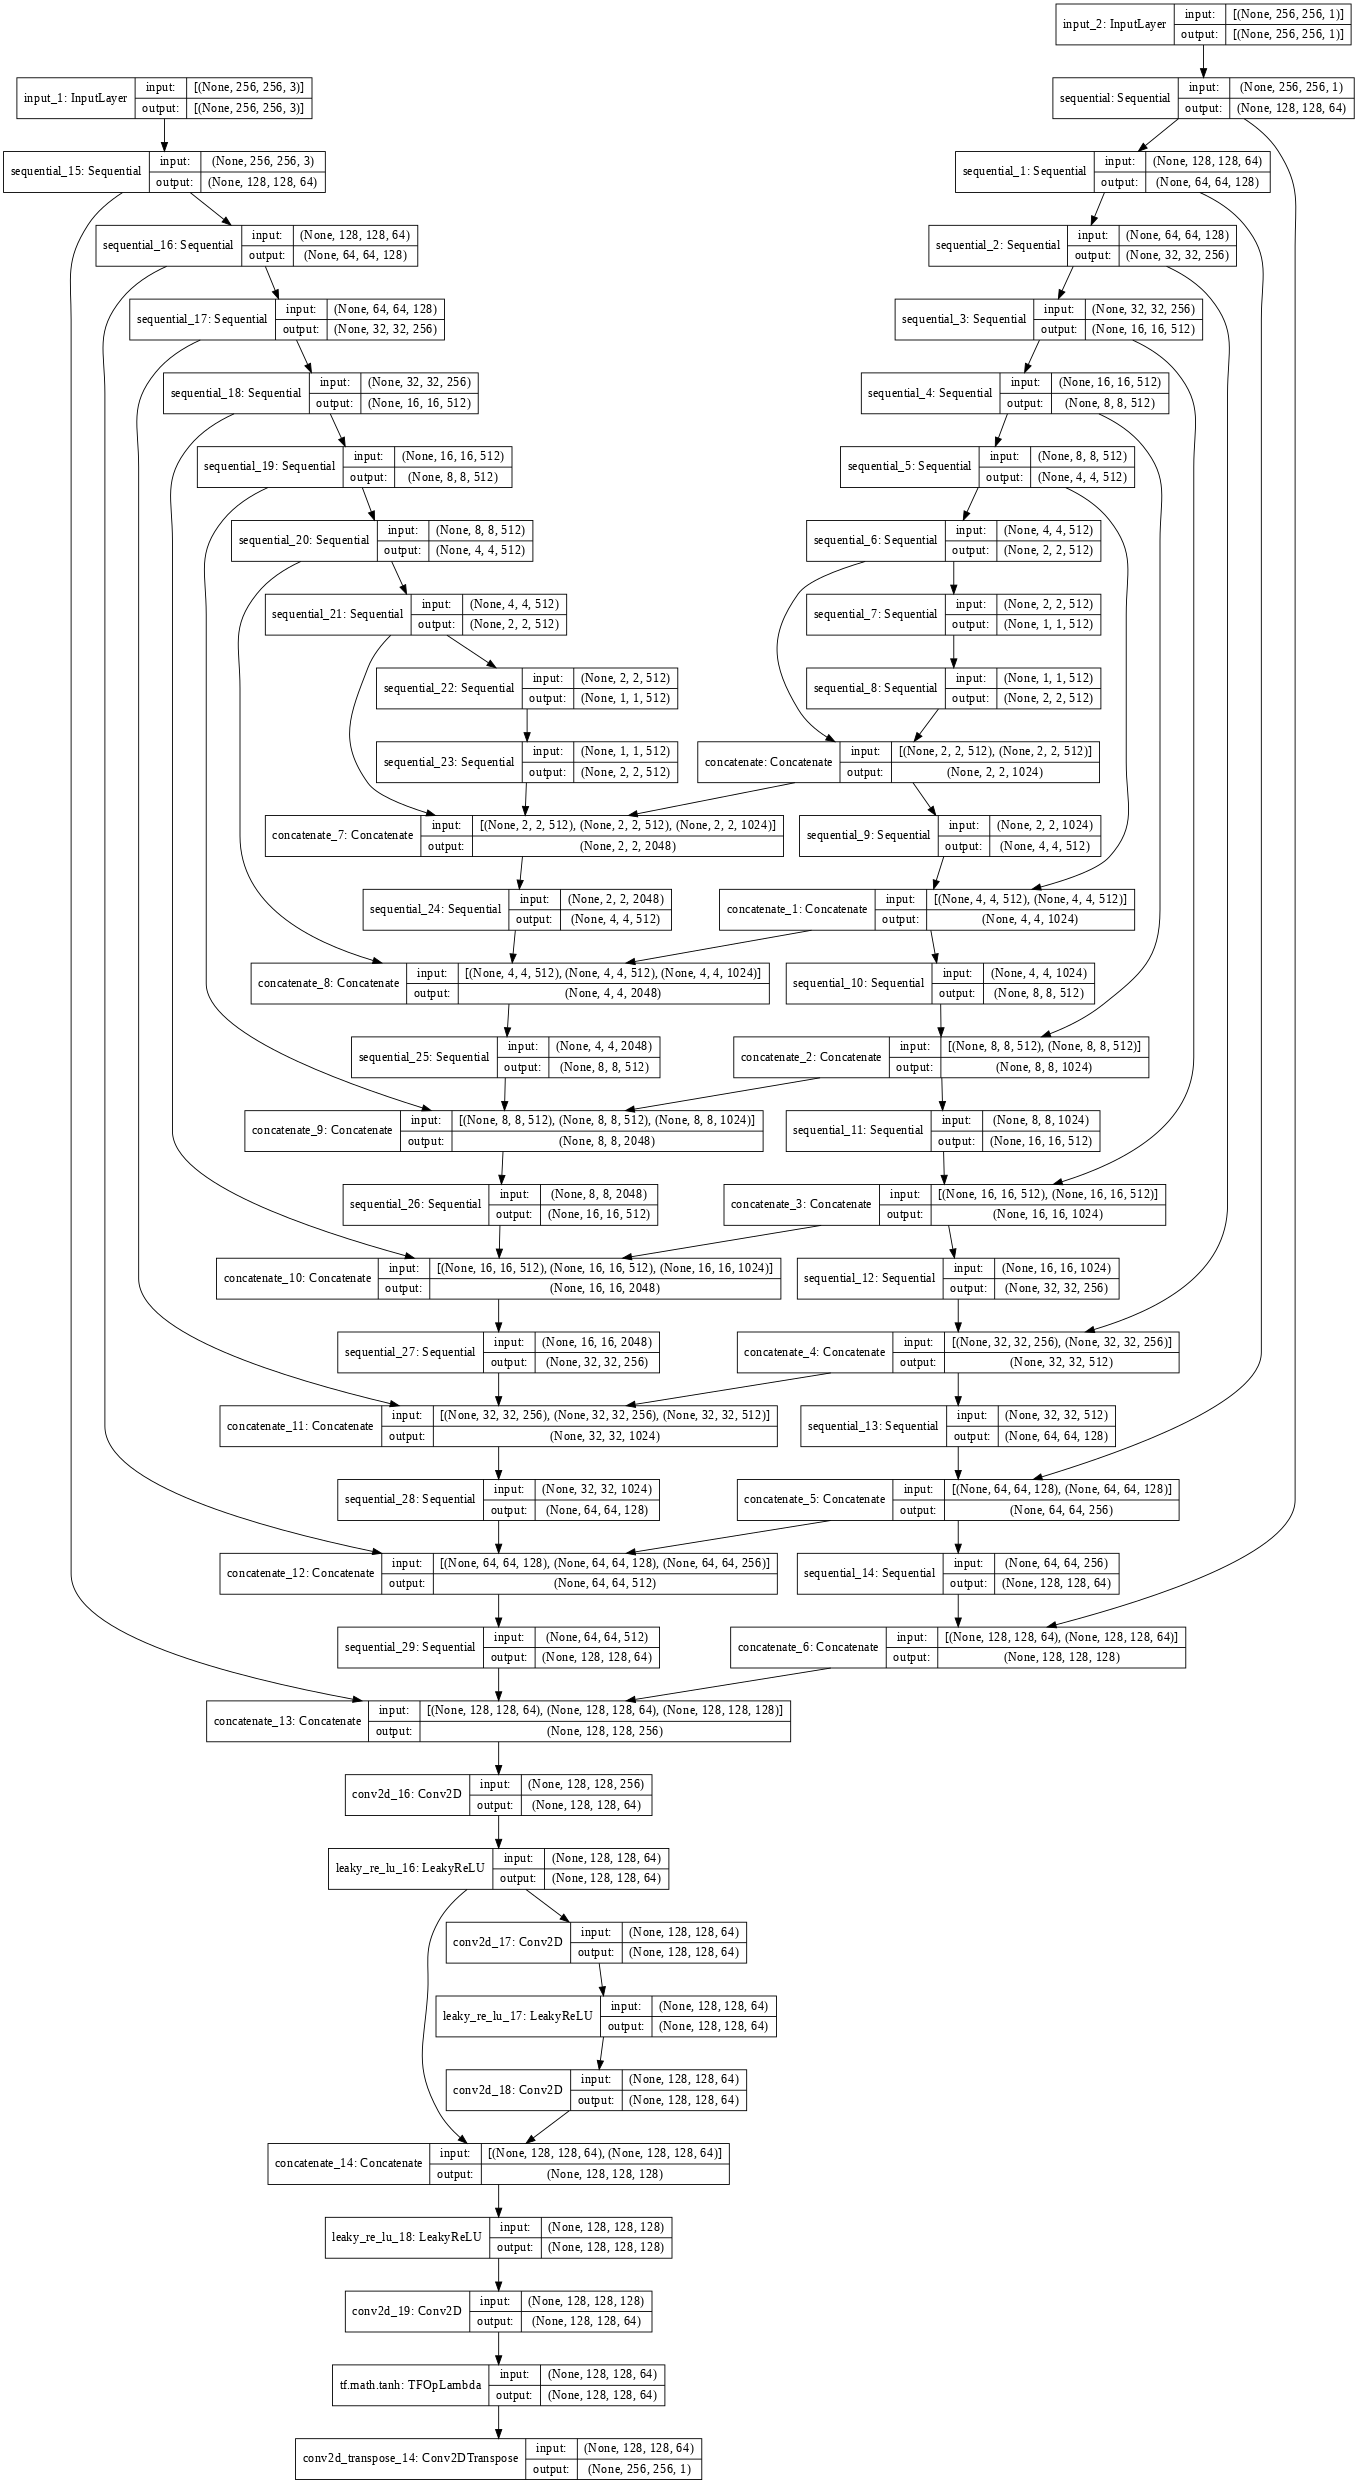 input_2: InputLayer
input: [(None, 256, 256, 1)]
output: [(None, 256, 256, 1)]
input_1: InputLayer
input: [(None, 256, 256, 3)]
output: [(None, 256, 256, 3)]
sequential: Sequential
input: (None, 256, 256, 1)
output: (None, 128, 128, 64)
sequential_15: Sequential
input: (None, 256, 256, 3)
output: (None, 128, 128, 64)
sequential_1: Sequential
input: (None, 128, 128, 64)
output: (None, 64, 64, 128)
sequential_16: Sequential
input: (None, 128, 128, 64)
output: (None, 64, 64, 128)
sequential_2: Sequential
input: (None, 64, 64, 128)
output: (None, 32, 32, 256)
sequential_17: Sequential
input: (None, 64, 64, 128)
output: (None, 32, 32, 256)
sequential_3: Sequential
input: (None, 32, 32, 256)
output: (None, 16, 16, 512)
sequential_18: Sequential
input: (None, 32, 32, 256)
output: (None, 16, 16, 512)
sequential_4: Sequential
input: (None, 16, 16, 512)
output: (None, 8, 8, 512)
sequential_19: Sequential
input: (None, 16, 16, 512)
output: (None, 8, 8, 512)
sequential_5: Sequential
input: (None, 8, 8, 512)
output: (None, 4, 4, 512)
sequential_20: Sequential
input: (None, 8, 8, 512)
output: (None, 4, 4, 512)
sequential_6: Sequential
input: (None, 4, 4, 512)
output: (None, 2, 2, 512)
sequential_21: Sequential
input: (None, 4, 4, 512)
output: (None, 2, 2, 512)
sequential_7: Sequential
input: (None, 2, 2, 512)
output: (None, 1, 1, 512)
sequential_22: Sequential
input: (None, 2, 2, 512)
output: (None, 1, 1, 512)
sequential_8: Sequential
input: (None, 1, 1, 512)
output: (None, 2, 2, 512)
sequential_23: Sequential
input: (None, 1, 1, 512)
output: (None, 2, 2, 512)
concatenate: Concatenate
input: [(None, 2, 2, 512), (None, 2, 2, 512)]
output: (None, 2, 2, 1024)
concatenate_7: Concatenate
input: [(None, 2, 2, 512), (None, 2, 2, 512), (None, 2, 2, 1024)]
output: (None, 2, 2, 2048)
sequential_9: Sequential
input: (None, 2, 2, 1024)
output: (None, 4, 4, 512)
sequential_24: Sequential
input: (None, 2, 2, 2048)
output: (None, 4, 4, 512)
concatenate_1: Concatenate
input: [(None, 4, 4, 512), (None, 4, 4, 512)]
output: (None, 4, 4, 1024)
concatenate_8: Concatenate
input: [(None, 4, 4, 512), (None, 4, 4, 512), (None, 4, 4, 1024)]
output: (None, 4, 4, 2048)
sequential_10: Sequential
input: (None, 4, 4, 1024)
output: (None, 8, 8, 512)
sequential_25: Sequential
input: (None, 4, 4, 2048)
output: (None, 8, 8, 512)
concatenate_2: Concatenate
input: [(None, 8, 8, 512), (None, 8, 8, 512)]
output: (None, 8, 8, 1024)
concatenate_9: Concatenate
input: [(None, 8, 8, 512), (None, 8, 8, 512), (None, 8, 8, 1024)]
output: (None, 8, 8, 2048)
sequential_11: Sequential
input: (None, 8, 8, 1024)
output: (None, 16, 16, 512)
sequential_26: Sequential
input: (None, 8, 8, 2048)
output: (None, 16, 16, 512)
concatenate_3: Concatenate
input: [(None, 16, 16, 512), (None, 16, 16, 512)]
output: (None, 16, 16, 1024)
concatenate_10: Concatenate
input: [(None, 16, 16, 512), (None, 16, 16, 512), (None, 16, 16, 1024)]
output: (None, 16, 16, 2048)
sequential_12: Sequential
input: (None, 16, 16, 1024)
output: (None, 32, 32, 256)
sequential_27: Sequential
input: (None, 16, 16, 2048)
output: (None, 32, 32, 256)
concatenate_4: Concatenate
input: [(None, 32, 32, 256), (None, 32, 32, 256)]
output: (None, 32, 32, 512)
concatenate_11: Concatenate
input: [(None, 32, 32, 256), (None, 32, 32, 256), (None, 32, 32, 512)]
output: (None, 32, 32, 1024)
sequential_13: Sequential
input: (None, 32, 32, 512)
output: (None, 64, 64, 128)
sequential_28: Sequential
input: (None, 32, 32, 1024)
output: (None, 64, 64, 128)
concatenate_5: Concatenate
input: [(None, 64, 64, 128), (None, 64, 64, 128)]
output: (None, 64, 64, 256)
concatenate_12: Concatenate
input: [(None, 64, 64, 128), (None, 64, 64, 128), (None, 64, 64, 256)]
output: (None, 64, 64, 512)
sequential_14: Sequential
input: (None, 64, 64, 256)
output: (None, 128, 128, 64)
sequential_29: Sequential
input: (None, 64, 64, 512)
output: (None, 128, 128, 64)
concatenate_6: Concatenate
input: [(None, 128, 128, 64), (None, 128, 128, 64)]
output: (None, 128, 128, 128)
concatenate_13: Concatenate
input: [(None, 128, 128, 64), (None, 128, 128, 64), (None, 128, 128, 128)]
output: (None, 128, 128, 256)
conv2d_16: Conv2D
input: (None, 128, 128, 256)
output: (None, 128, 128, 64)
leaky_re_lu_16: LeakyReLU
input: (None, 128, 128, 64)
output: (None, 128, 128, 64)
conv2d_17: Conv2D
input: (None, 128, 128, 64)
output: (None, 128, 128, 64)
leaky_re_lu_17: LeakyReLU
input: (None, 128, 128, 64)
output: (None, 128, 128, 64)
conv2d_18: Conv2D
input: (None, 128, 128, 64)
output: (None, 128, 128, 64)
concatenate_14: Concatenate
input: [(None, 128, 128, 64), (None, 128, 128, 64)]
output: (None, 128, 128, 128)
leaky_re_lu_18: LeakyReLU
input: (None, 128, 128, 128)
output: (None, 128, 128, 128)
conv2d_19: Conv2D
input: (None, 128, 128, 128)
output: (None, 128, 128, 64)
tf.math.tanh: TFOpLambda
input: (None, 128, 128, 64)
output: (None, 128, 128, 64)
conv2d_transpose_14: Conv2DTranspose
input: (None, 128, 128, 64)
output: (None, 256, 256, 1)